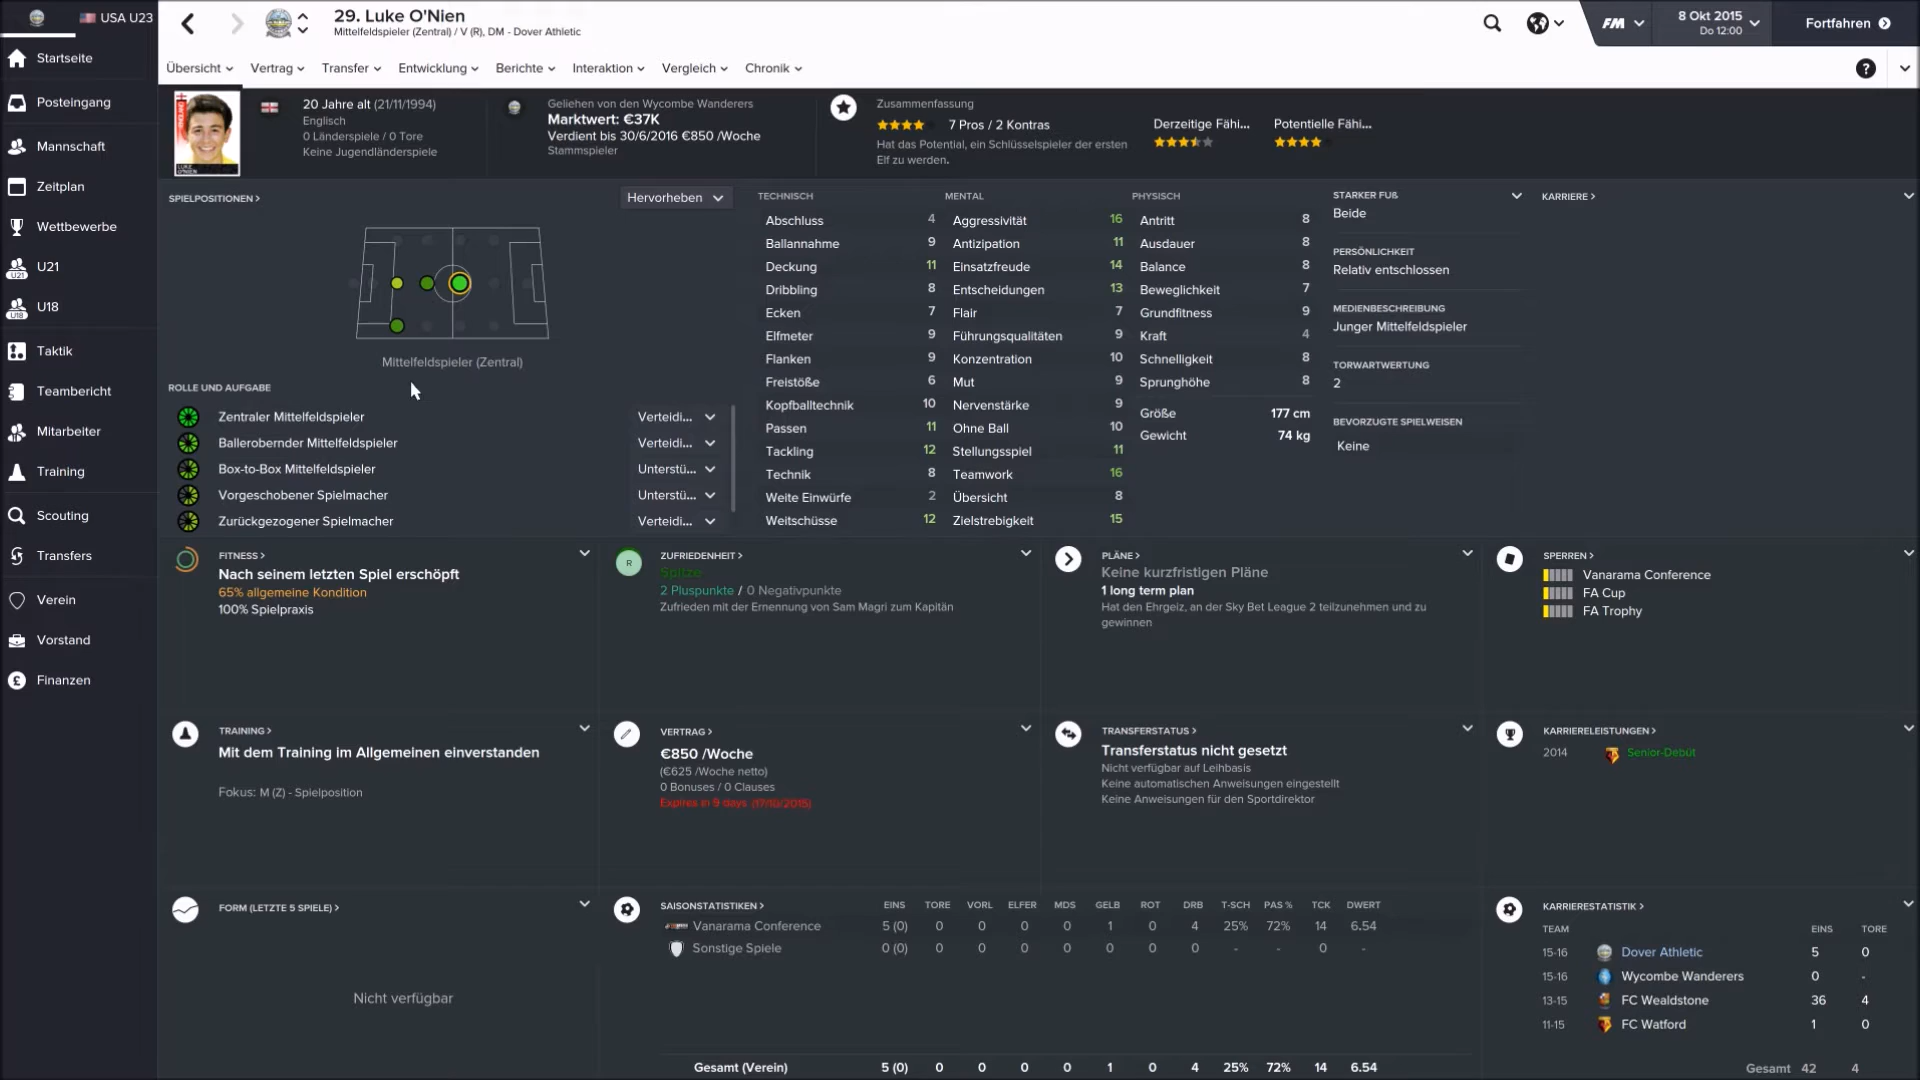 USA U23
Startseite
Posteingang
Mannschaft
Zeitplan
Wettbewerbe
U21
U18
Taktik
Teambericht
Mitarbeiter
Training
Scouting
Transfers
Verein
Vorstand
Finanzen
29. Luke O'Nien
Mittelfeldspieler (Zentral) / V (R), DM - Dover Athletic
FM
8 Okt 2015
Do 12:00
Fortfahren
Übersicht Vertrag Transfer Entwicklung Berichte Interaktion Vergleich Chronik
20 Jahre alt (21/11/1994)
Englisch
0 Länderspiele / 0 Tore
Keine Jugendländerspiele
Geliehen von den Wycombe Wanderers
Marktwert: €37K
Verdient bis 30/6/2016 €850 /Woche
Stammspieler
Zusammenfassung
7 Pros / 2 Kontras
Hat das Potential, ein Schlüsselspieler der ersten
Elf zu werden.
Derzeitige Fähi...
Potentielle Fähi...
SPIELPOSITIONEN >
Hervorheben
Mittelfeldspieler (Zentral)
ROLLE UND AUFGABE
Zentraler Mittelfeldspieler Verteidi...
Ballerobernder Mittelfeldspieler Verteidi...
Box-to-Box Mittelfeldspieler Unterstü...
Vorgeschobener Spielmacher Unterstü...
Zurückgezogener Spielmacher Verteidi...
TECHNISCH
Abschluss 4
Ballannahme 9
Deckung 11
Dribbling 8
Ecken 7
Elfmeter 9
Flanken 9
Freistöße 6
Kopfballtechnik 10
Passen 11
Tackling 12
Technik 8
Weite Einwürfe 2
Weitschüsse 12
MENTAL
Aggressivität 16
Antizipation 11
Einsatzfreude 14
Entscheidungen 13
Flair 7
Führungsqualitäten 9
Konzentration 10
Mut 9
Nervenstärke 9
Ohne Ball 10
Stellungsspiel 11
Teamwork 16
Übersicht 8
Zielstrebigkeit 15
PHYSISCH
Antritt 8
Ausdauer 8
Balance 8
Beweglichkeit 7
Grundfitness 9
Kraft 4
Schnelligkeit 8
Sprunghöhe 8
Größe 177 cm
Gewicht 74 kg
STARKER FUß
Beide
PERSÖNLICHKEIT
Relativ entschlossen
MEDIENBESCHREIBUNG
Junger Mittelfeldspieler
TORWARTWERTUNG
2
BEVORZUGTE SPIELWEISEN
Keine
KARRIERE >
FITNESS >
Nach seinem letzten Spiel erschöpft
65% allgemeine Kondition
100% Spielpraxis
R
ZUFRIEDENHEIT >
Spitze
2 Pluspunkte / 0 Negativpunkte
Zufrieden mit der Ernennung von Sam Magri zum Kapitän
PLÄNE >
Keine kurzfristigen Pläne
1 long term plan
Hat den Ehrgeiz, an der Sky Bet League 2 teilzunehmen und zu
gewinnen
SPERREN >
Vanarama Conference
FA Cup
FA Trophy
TRAINING >
Mit dem Training im Allgemeinen einverstanden
Fokus: M (Z) - Spielposition
VERTRAG >
€850 /Woche
(€625 /Woche netto)
0 Bonuses / 0 Clauses
Expires in 9 days (17/10/2015)
TRANSFERSTATUS >
Transferstatus nicht gesetzt
Nicht verfügbar auf Leihbasis
Keine automatischen Anweisungen eingestellt
Keine Anweisungen für den Sportdirektor
KARRIERELEISTUNGEN >
2014 Senior-Debüt
FORM (LETZTE 5 SPIELE) >
Nicht verfügbar
SAISONSTATISTIKEN > EINS TORE VORL ELFER MDS GELB ROT DRB T-SCH PAS % TCK DWERT
Vanarama Conference 5 (0) 0 0 0 0 1 0 4 25% 72% 14 6.54
Sonstige Spiele 0 (0) 0 0 0 0 0 0 0 - - 0 -
Gesamt (Verein) 5 (0) 0 0 0 0 1 0 4 25% 72% 14 6.54
KARRIERESTATISTIK >
TEAM EINS TORE
15-16 Dover Athletic 5 0
15-16 Wycombe Wanderers 0 -
13-15 FC Wealdstone 36 4
11-15 FC Watford 1 0
Gesamt 42 4